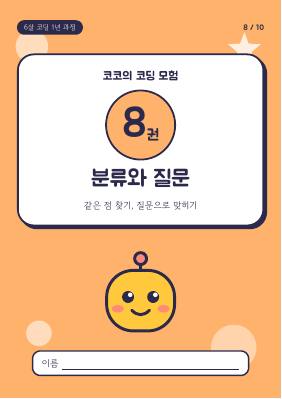 6살 코딩 1년 과정
8 / 10
코코의 코딩 모험
8권
분류와 질문
같은 점 찾기, 질문으로 맞히기
이름